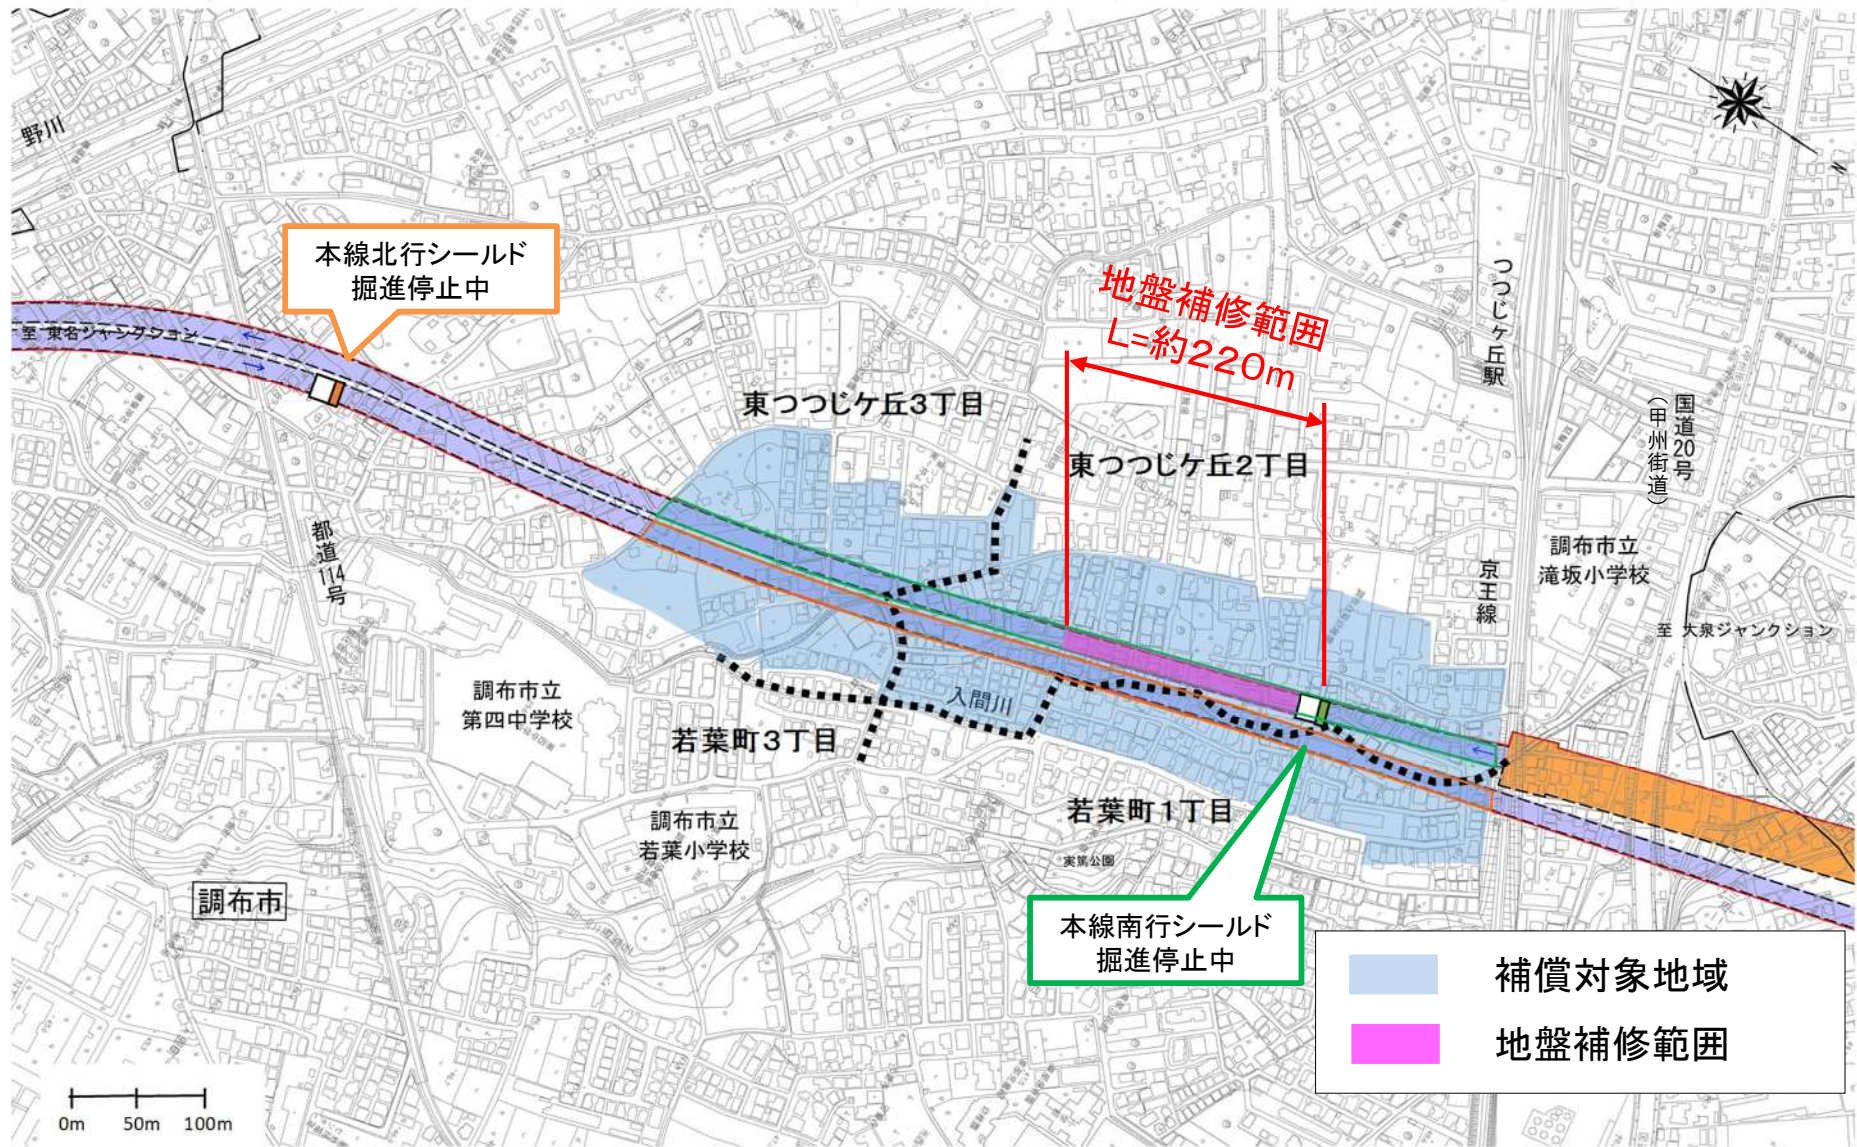 野川
本線北行シールド
掘進停止中
至 東名ジャンクション
地盤補修範囲
L=約220m
つつじヶ丘駅
国道20号
（甲州街道）
東つつじケ丘3丁目
東つつじケ丘2丁目
都道114号
京王線
調布市立
滝坂小学校
至 大泉ジャンクション
調布市立
第四中学校
入間川
若葉町3丁目
若葉町1丁目
調布市立
若葉小学校
実篤公園
調布市
本線南行シールド
掘進停止中
補償対象地域
地盤補修範囲
0m 50m 100m
N